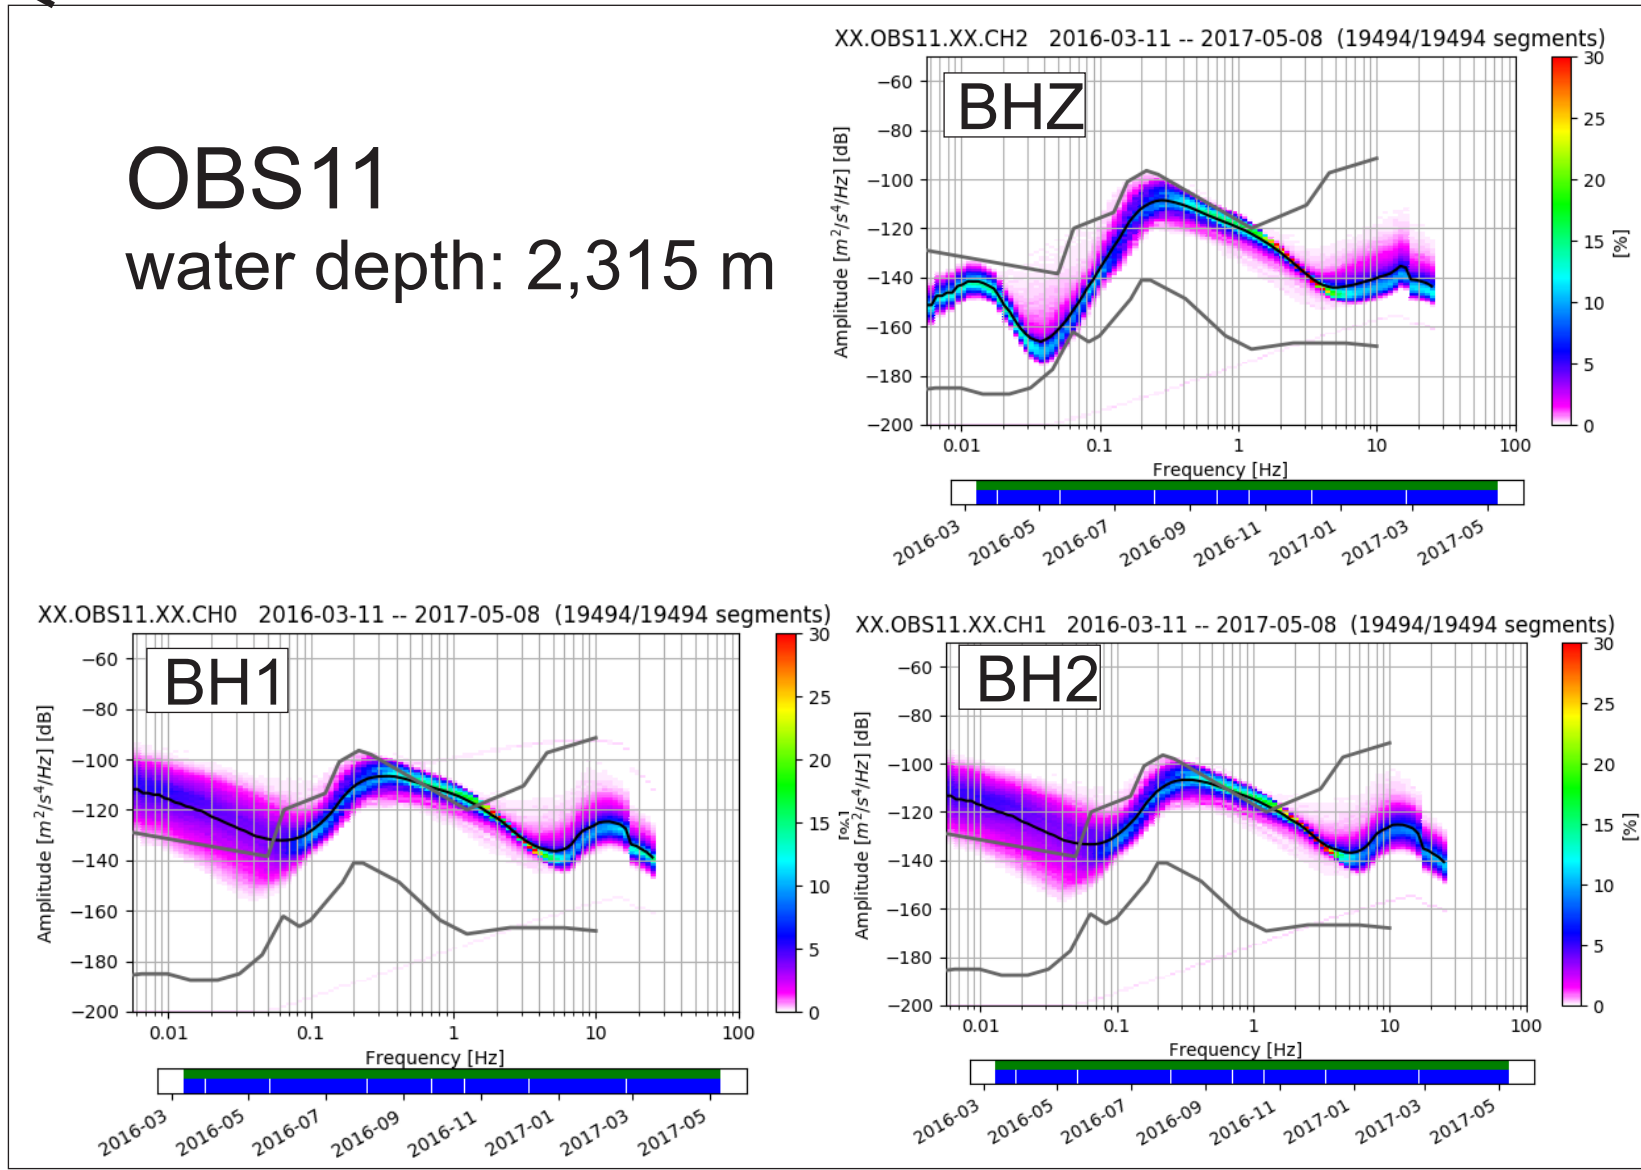 OBS11
water depth: 2,315 m
XX.OBS11.XX.CH2 2016-03-11 -- 2017-05-08 (19494/19494 segments)
BHZ
Amplitude [m²/s⁴/Hz] [dB]
−60
−80
−100
−120
−140
−160
−180
−200
0.01 0.1 1 10 100
Frequency [Hz]
30
25
20
15
10
5
0
[%]
2016-03 2016-05 2016-07 2016-09 2016-11 2017-01 2017-03 2017-05
XX.OBS11.XX.CH0 2016-03-11 -- 2017-05-08 (19494/19494 segments)
BH1
Amplitude [m²/s⁴/Hz] [dB]
−60
−80
−100
−120
−140
−160
−180
−200
0.01 0.1 1 10 100
Frequency [Hz]
30
25
20
15
10
5
0
[%]
2016-03 2016-05 2016-07 2016-09 2016-11 2017-01 2017-03 2017-05
XX.OBS11.XX.CH1 2016-03-11 -- 2017-05-08 (19494/19494 segments)
BH2
Amplitude [m²/s⁴/Hz] [dB]
−60
−80
−100
−120
−140
−160
−180
−200
0.01 0.1 1 10 100
Frequency [Hz]
30
25
20
15
10
5
0
[%]
2016-03 2016-05 2016-07 2016-09 2016-11 2017-01 2017-03 2017-05